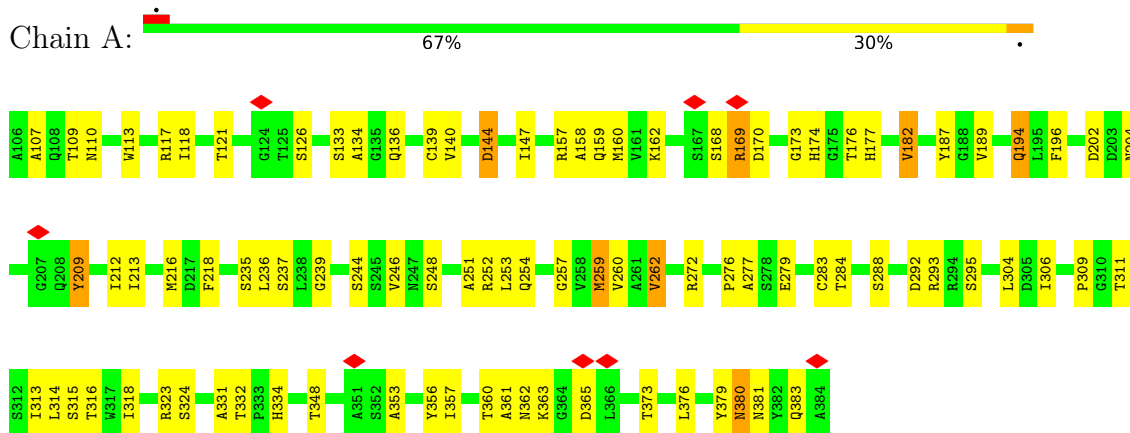 Chain A:
67% 30%
A106 A107 Q108 T109 N110 W113 R117 I118 T121 G124 T125 S126 S133 A134 G135 Q136 C139 V140 D144 I147 R157 A158 Q159 M160 V161 K162 S167 S168 R169 D170 G173 H174 G175 T176 H177 V182 Y187 G188 V189 Q194 L195 F196 D202 D203 N204
G207 Q208 Y209 I212 I213 M216 D217 F218 S235 L236 S237 L238 G239 S244 S245 V246 N247 S248 A251 R252 L253 Q254 G257 V258 M259 V260 A261 V262 R272 P276 A277 S278 E279 C283 T284 S288 D292 R293 R294 S295 L304 D305 I306 P309 G310 T311
S312 I313 L314 S315 T316 W317 I318 R323 S324 A331 T332 P333 H334 T348 A351 S352 A353 Y356 I357 T360 A361 N362 K363 G364 D365 L366 T373 L376 Y379 N380 N381 Y382 Q383 A384